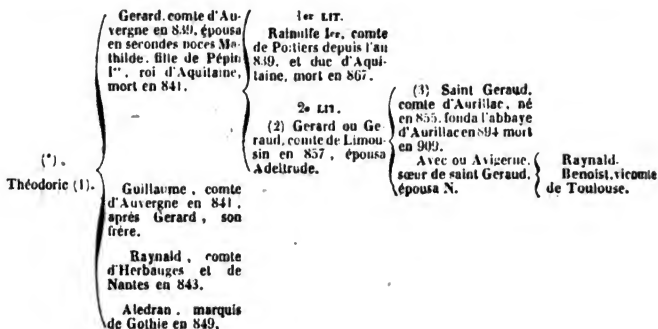 (*).
Théodoric (1).
Gerard, comte d'Au-
vergne en 839, épousa
en secondes noces Ma-
thilde, fille de Pépin
Ier, roi d'Aquitaine,
mort en 841.
Guillaume, comte
d'Auvergne en 841,
après Gerard, son
frère.
Raynald, comte
d'Herbauges et de
Nantes en 843.
Aledran, marquis
de Gothie en 849.
1er LIT.
Rainulfe Ier, comte
de Poitiers depuis l'an
839, et duc d'Aqui-
taine, mort en 867.
2e LIT.
(2) Gerard ou Ge-
raud, comte de Limou-
sin en 857, épousa
Adeltrude.
(3) Saint Geraud,
comte d'Aurillac, né
en 855, fonda l'abbaye
d'Aurillac en 894 mort
en 909.
Avec ou Avigerne,
sœur de saint Geraud,
épousa N.
Raynald.
Benoist, vicomte
de Toulouse.